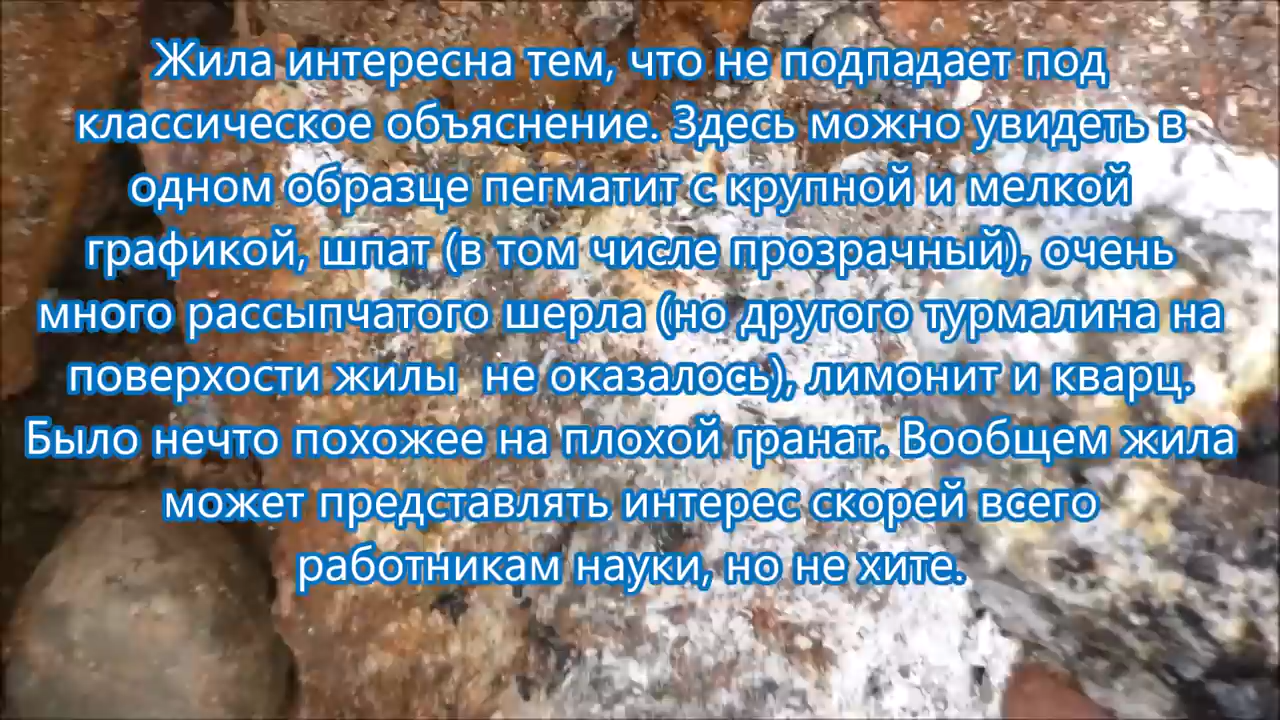 Жила интересна тем, что не подпадает под
классическое объяснение. Здесь можно увидеть в
одном образце пегматит с крупной и мелкой
графикой, шпат (в том числе прозрачный), очень
много рассыпчатого шерла (но другого турмалина на
поверхости жилы не оказалось), лимонит и кварц.
Было нечто похожее на плохой гранат. Вообщем жила
может представлять интерес скорей всего
работникам науки, но не хите.